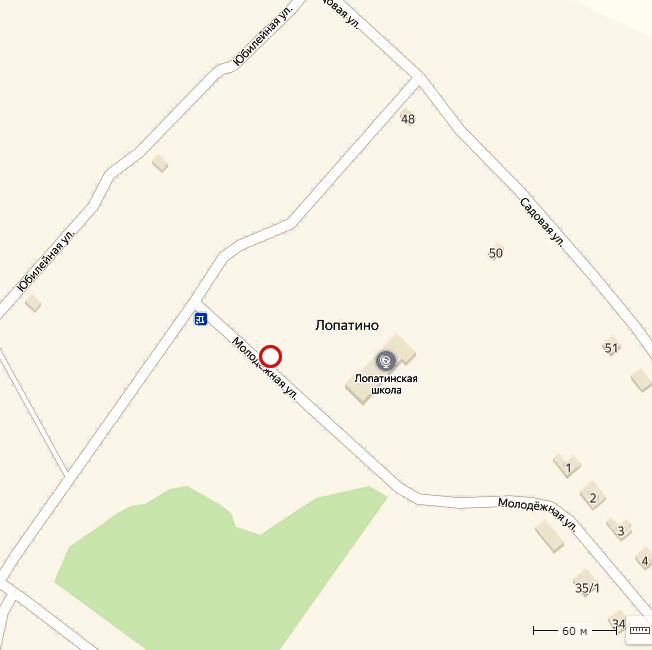 Юбилейная ул.
довая ул.
48
Садовая ул.
50
Юбилейная ул.
Лопатино
Молодёжная ул.
51
Лопатинская
школа
1
2
Молодёжная ул.
3
4
35/1
34
60 м